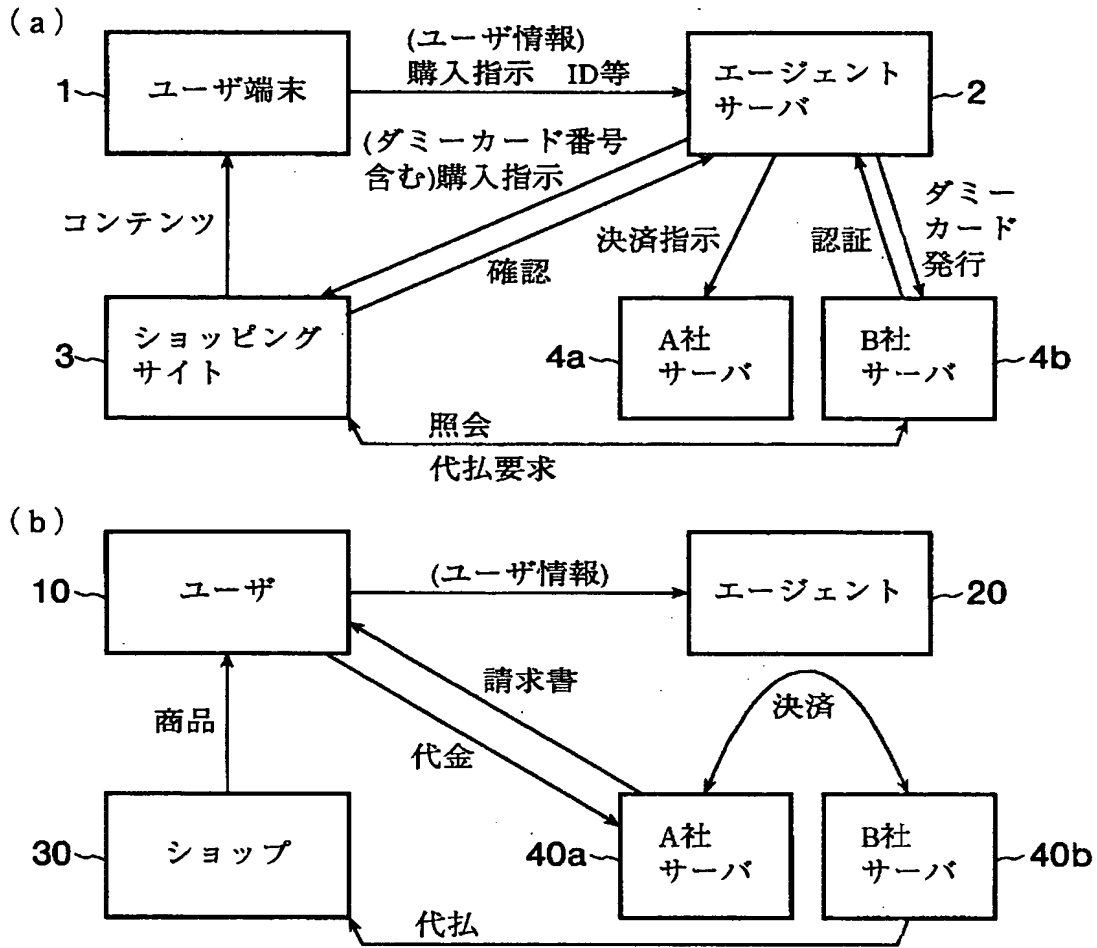 (a)
(ユーザ情報)
購入指示 ID等
1
ユーザ端末
エージェント
サーバ
2
(ダミーカード番号
含む)購入指示
コンテンツ
確認
決済指示
認証
ダミー
カード
発行
3
ショッピング
サイト
4a
A社
サーバ
B社
サーバ
4b
照会
代払要求
(b)
10
ユーザ
(ユーザ情報)
エージェント
20
請求書
決済
商品
代金
30
ショップ
40a
A社
サーバ
B社
サーバ
40b
代払